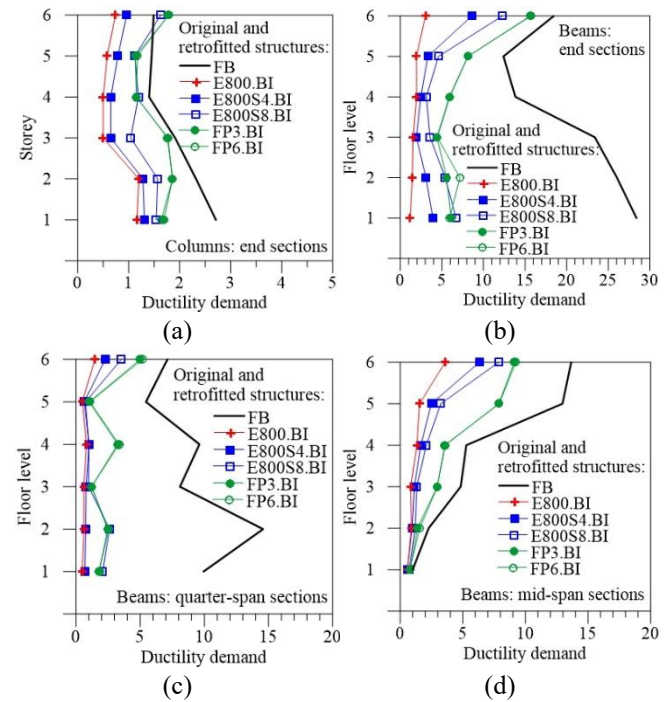 6
5
4
3
2
1
Storey
Original and
retrofitted structures:
FB
E800.BI
E800S4.BI
E800S8.BI
FP3.BI
FP6.BI
Columns: end sections
0 1 2 3 4 5
Ductility demand
(a)
6
5
4
3
2
1
Floor level
Beams:
end sections
Original and
retrofitted structures:
FB
E800.BI
E800S4.BI
E800S8.BI
FP3.BI
FP6.BI
0 5 10 15 20 25 30
Ductility demand
(b)
6
5
4
3
2
1
Floor level
Original and
retrofitted structures:
FB
E800.BI
E800S4.BI
E800S8.BI
FP3.BI
FP6.BI
Beams: quarter-span sections
0 5 10 15 20
Ductility demand
(c)
6
5
4
3
2
1
Floor level
Original and
retrofitted structures:
FB
E800.BI
E800S4.BI
E800S8.BI
FP3.BI
FP6.BI
Beams: mid-span sections
0 5 10 15 20
Ductility demand
(d)